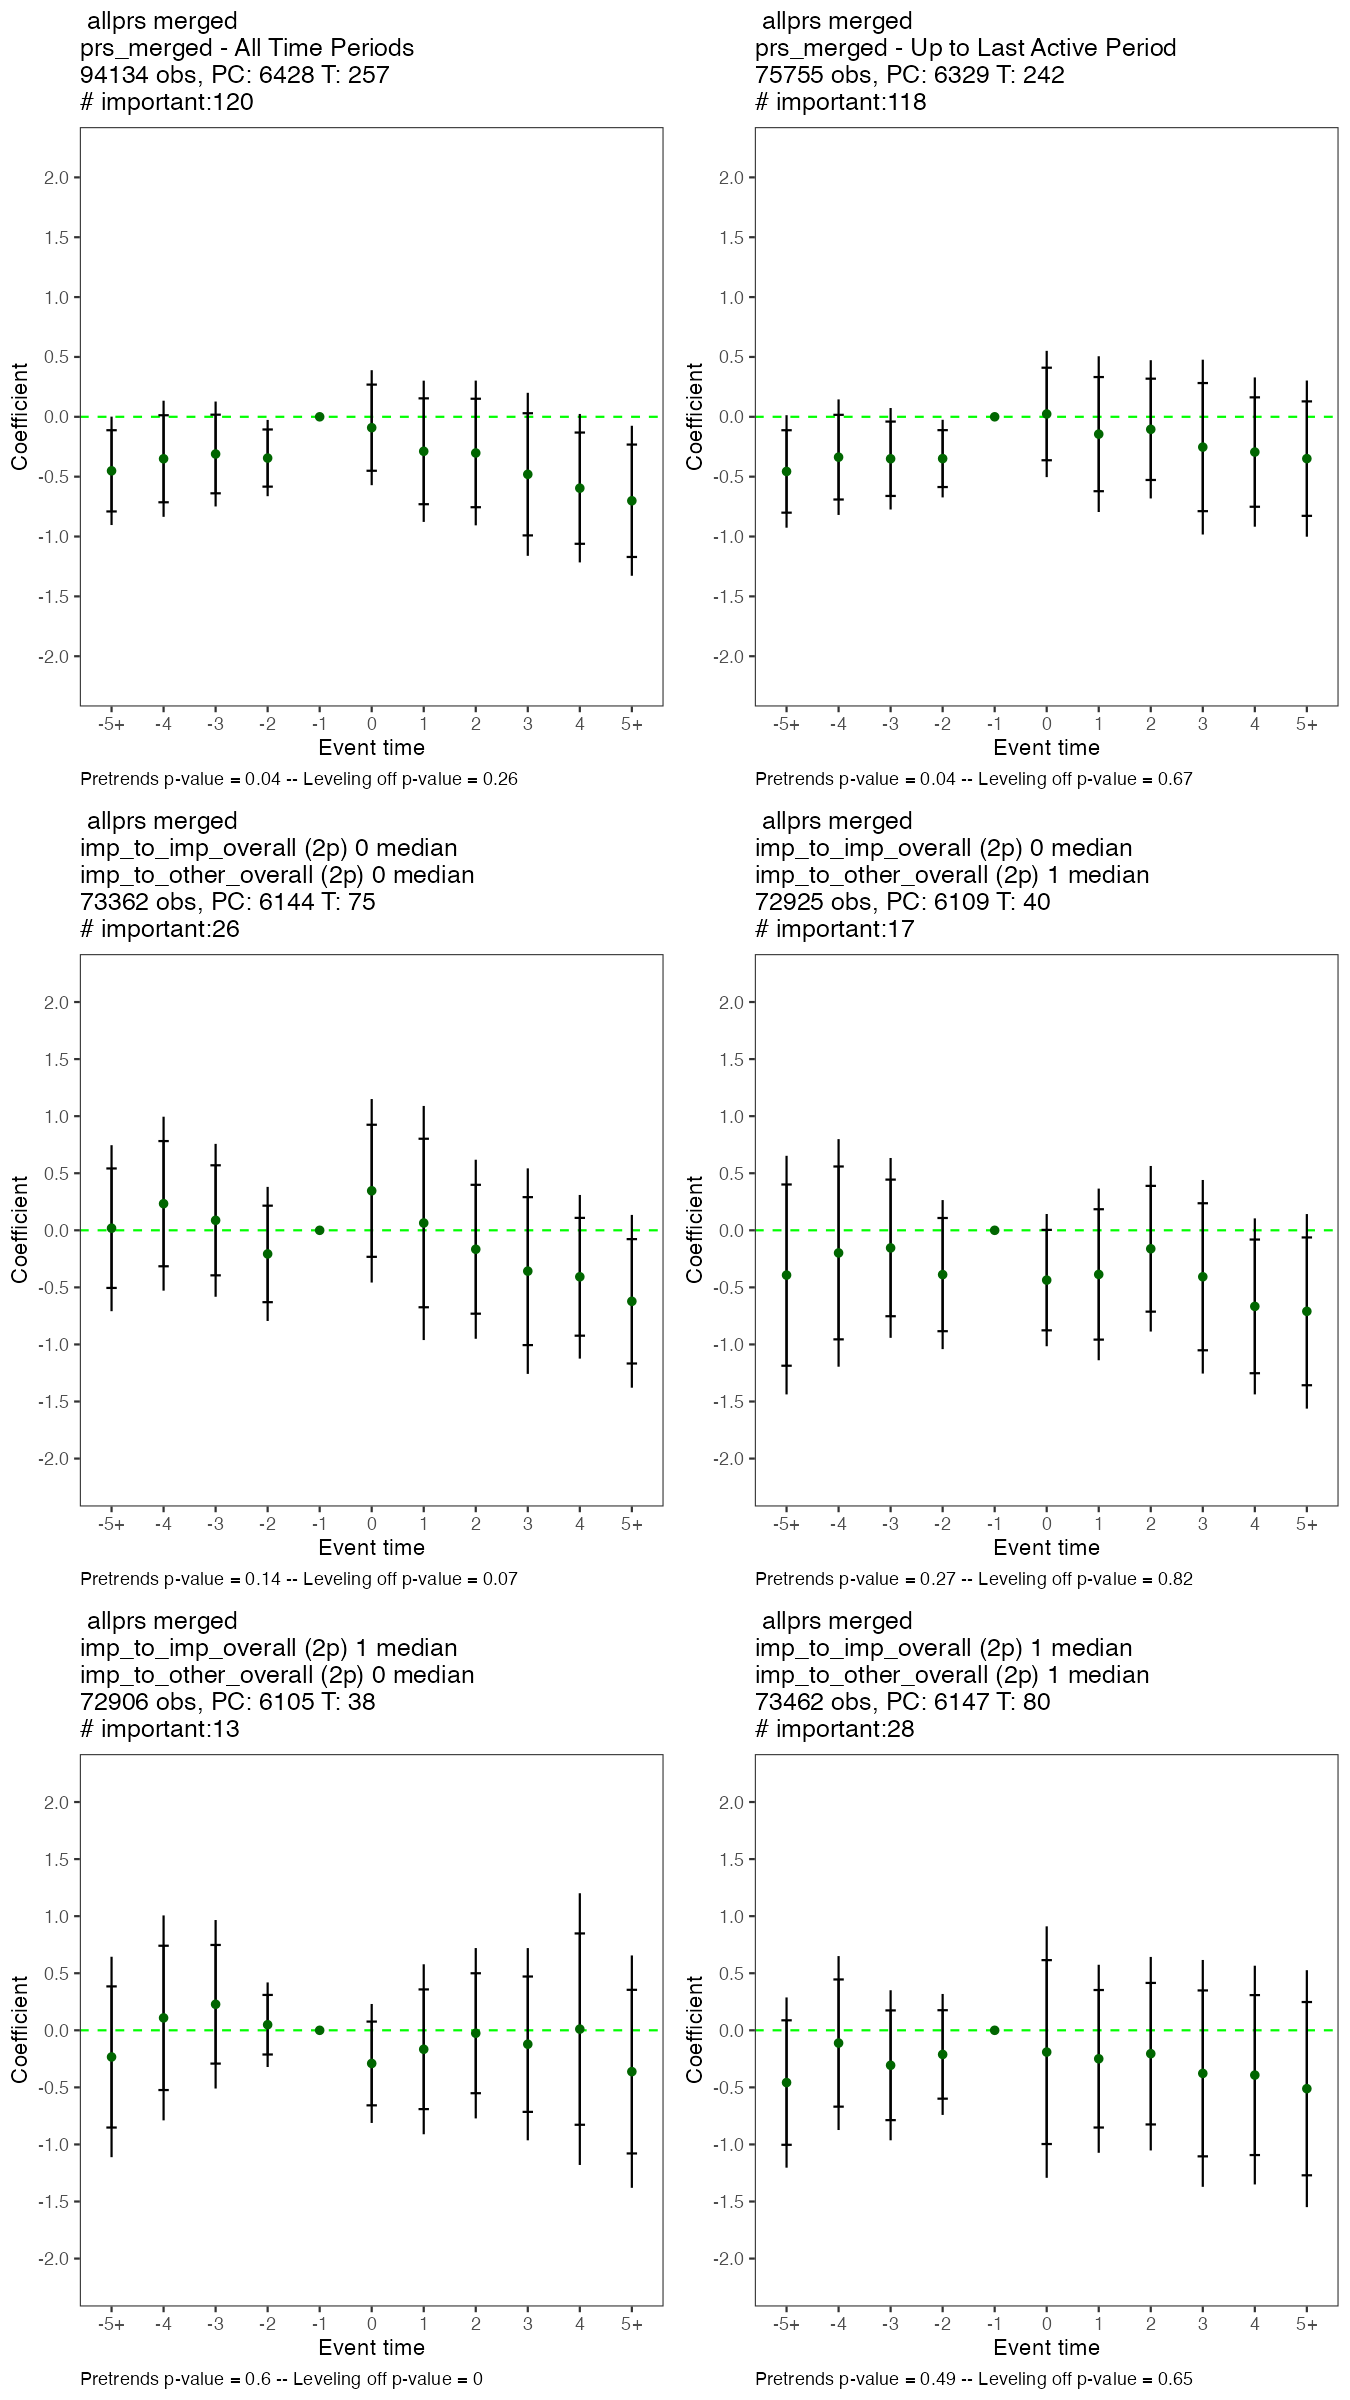 allprs merged
prs_merged - All Time Periods
94134 obs, PC: 6428 T: 257
# important:120
2.0
1.5
1.0
0.5
0.0
-0.5
-1.0
-1.5
-2.0
Coefficient
-5+ -4 -3 -2 -1 0 1 2 3 4 5+
Event time
Pretrends p-value = 0.04 -- Leveling off p-value = 0.26
allprs merged
prs_merged - Up to Last Active Period
75755 obs, PC: 6329 T: 242
# important:118
2.0
1.5
1.0
0.5
0.0
-0.5
-1.0
-1.5
-2.0
Coefficient
-5+ -4 -3 -2 -1 0 1 2 3 4 5+
Event time
Pretrends p-value = 0.04 -- Leveling off p-value = 0.67
allprs merged
imp_to_imp_overall (2p) 0 median
imp_to_other_overall (2p) 0 median
73362 obs, PC: 6144 T: 75
# important:26
2.0
1.5
1.0
0.5
0.0
-0.5
-1.0
-1.5
-2.0
Coefficient
-5+ -4 -3 -2 -1 0 1 2 3 4 5+
Event time
Pretrends p-value = 0.14 -- Leveling off p-value = 0.07
allprs merged
imp_to_imp_overall (2p) 0 median
imp_to_other_overall (2p) 1 median
72925 obs, PC: 6109 T: 40
# important:17
2.0
1.5
1.0
0.5
0.0
-0.5
-1.0
-1.5
-2.0
Coefficient
-5+ -4 -3 -2 -1 0 1 2 3 4 5+
Event time
Pretrends p-value = 0.27 -- Leveling off p-value = 0.82
allprs merged
imp_to_imp_overall (2p) 1 median
imp_to_other_overall (2p) 0 median
72906 obs, PC: 6105 T: 38
# important:13
2.0
1.5
1.0
0.5
0.0
-0.5
-1.0
-1.5
-2.0
Coefficient
-5+ -4 -3 -2 -1 0 1 2 3 4 5+
Event time
Pretrends p-value = 0.6 -- Leveling off p-value = 0
allprs merged
imp_to_imp_overall (2p) 1 median
imp_to_other_overall (2p) 1 median
73462 obs, PC: 6147 T: 80
# important:28
2.0
1.5
1.0
0.5
0.0
-0.5
-1.0
-1.5
-2.0
Coefficient
-5+ -4 -3 -2 -1 0 1 2 3 4 5+
Event time
Pretrends p-value = 0.49 -- Leveling off p-value = 0.65